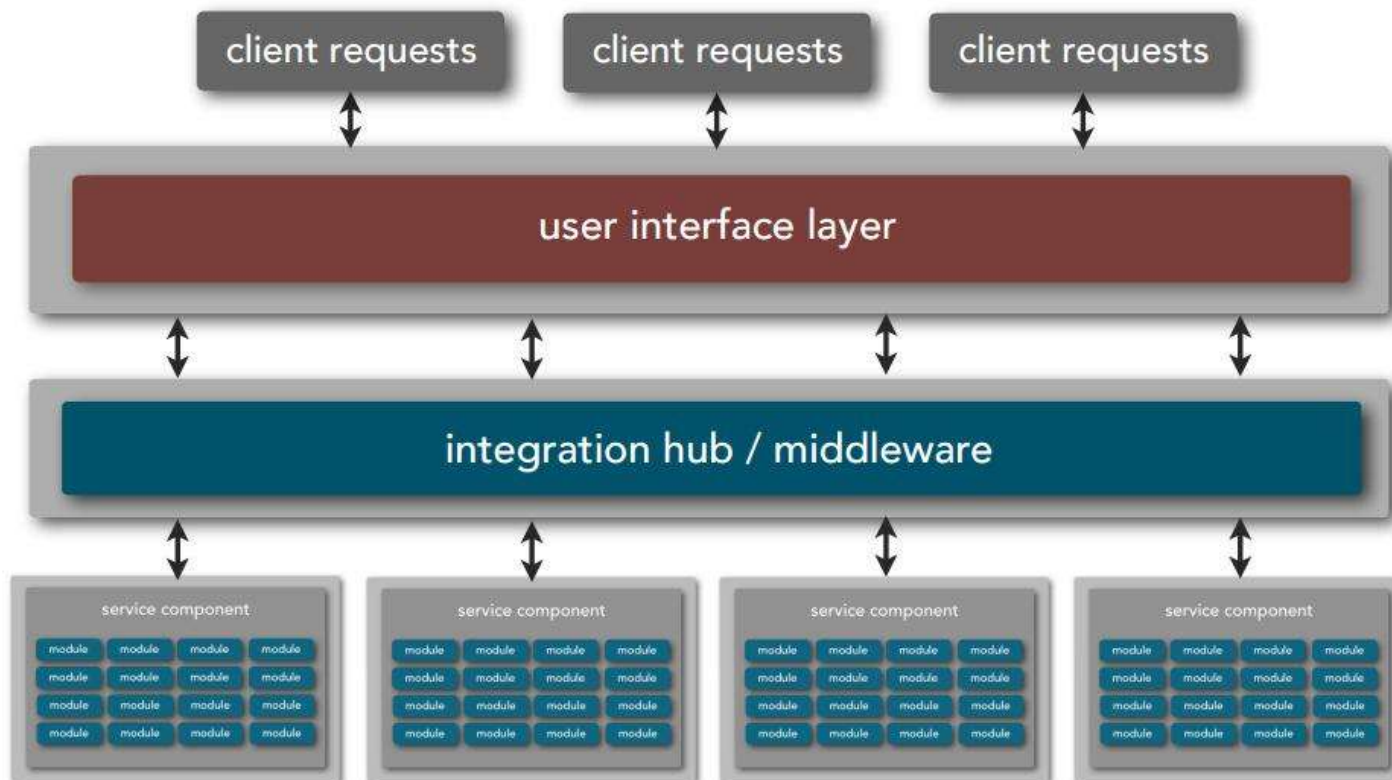 client requests client requests client requests
user interface layer
integration hub / middleware
service component service component service component service component
module module module module module module module module module module module module module module module module
module module module module module module module module module module module module module module module module
module module module module module module module module module module module module module module module module
module module module module module module module module module module module module module module module module